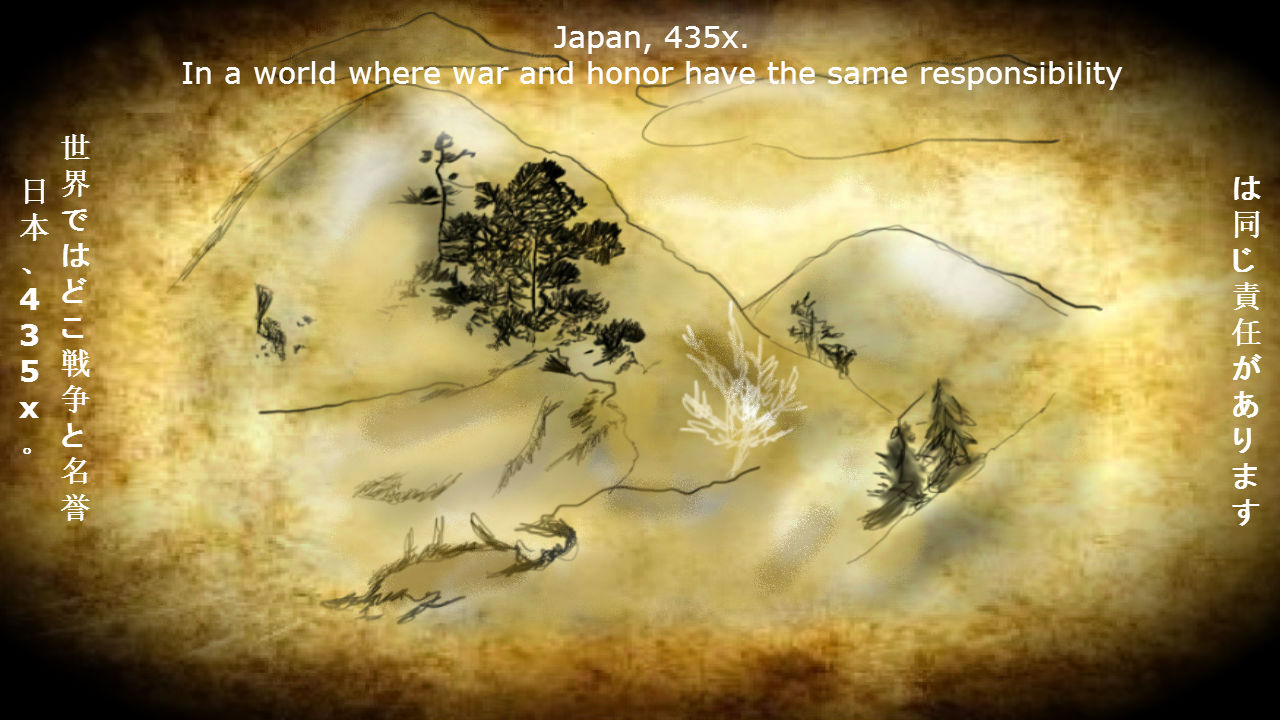 Japan, 435x.
In a world where war and honor have the same responsibility
日本、435x。
世界ではどこ戦争と名誉
は同じ責任があります